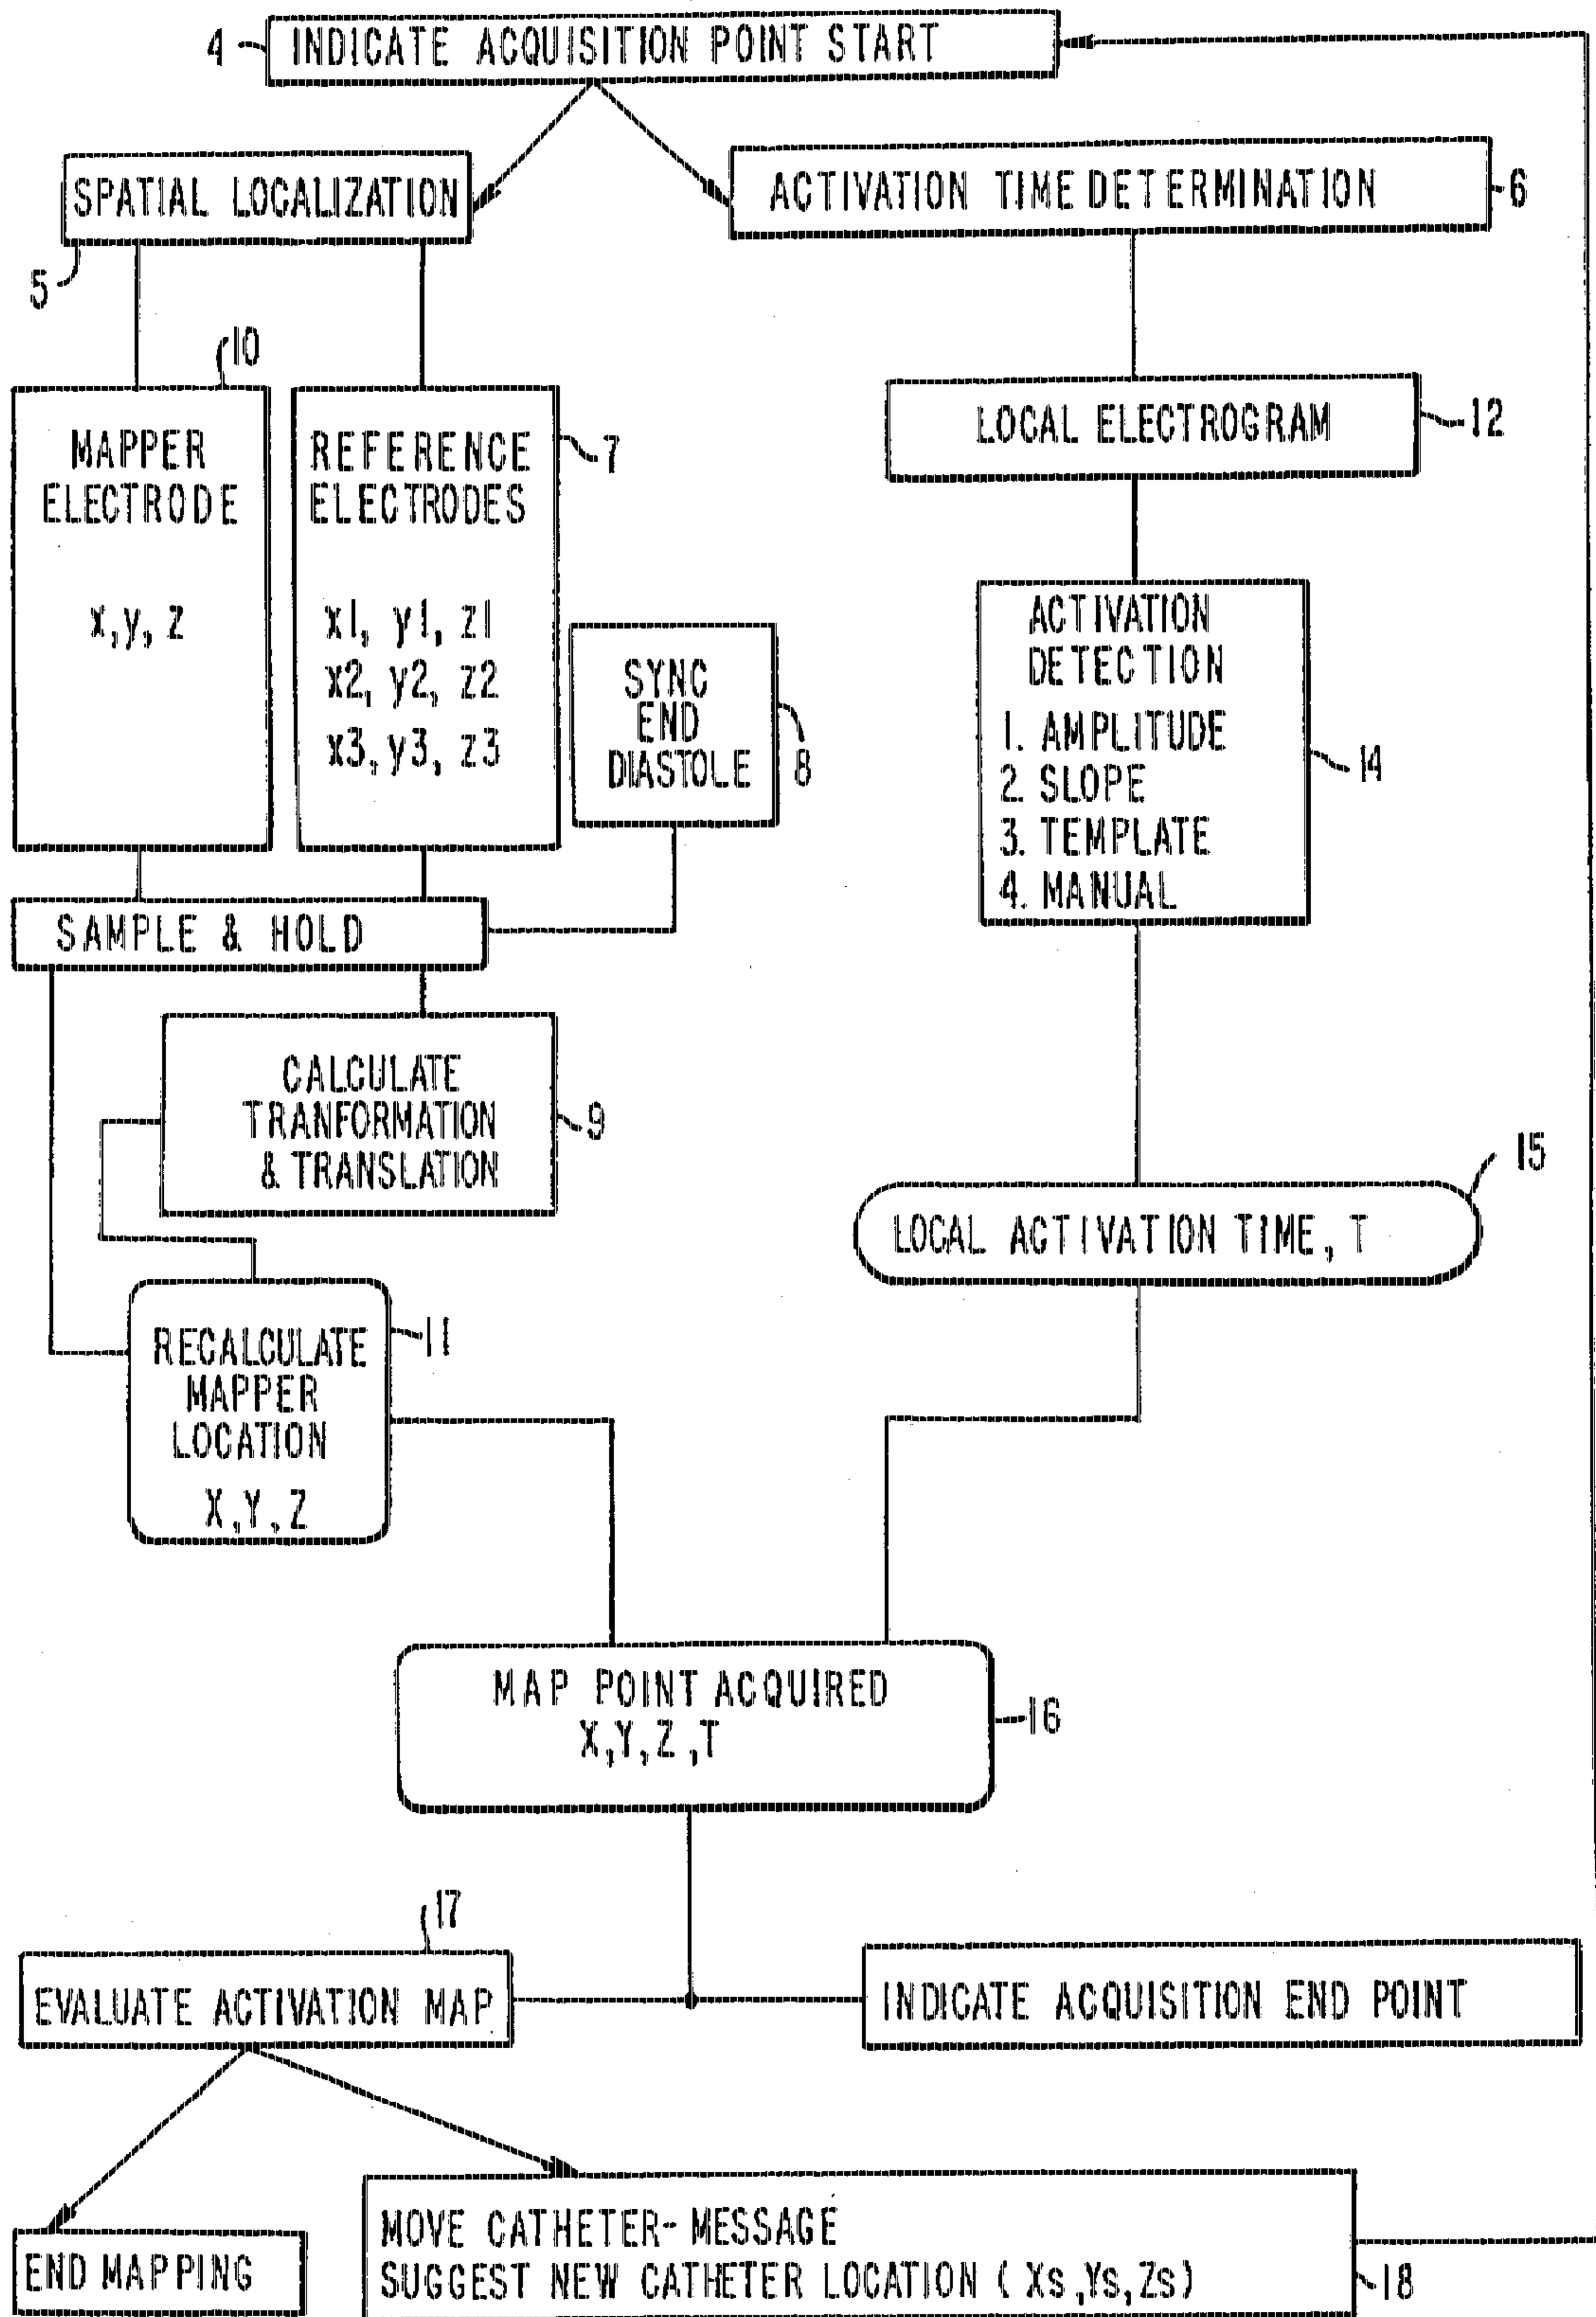 4 INDICATE ACQUISITION POINT START
SPATIAL LOCALIZATION
5
ACTIVATION TIME DETERMINATION
6
10
MAPPER
ELECTRODE
x,y, z
REFERENCE
ELECTRODES
7
x1, y1, z1
x2, y2, z2
x3, y3, z3
SYNC
END
DIASTOLE
8
LOCAL ELECTROGRAM
12
ACTIVATION
DETECTION
1. AMPLITUDE
2. SLOPE
3. TEMPLATE
4. MANUAL
14
SAMPLE & HOLD
CALCULATE
TRANFORMATION
& TRANSLATION
9
15
LOCAL ACTIVATION TIME, T
RECALCULATE
MAPPER
LOCATION
X,Y,Z
11
MAP POINT ACQUIRED
X,Y,Z,T
16
17
EVALUATE ACTIVATION MAP
INDICATE ACQUISITION END POINT
END MAPPING
MOVE CATHETER-MESSAGE
SUGGEST NEW CATHETER LOCATION (Xs,Ys,Zs)
18